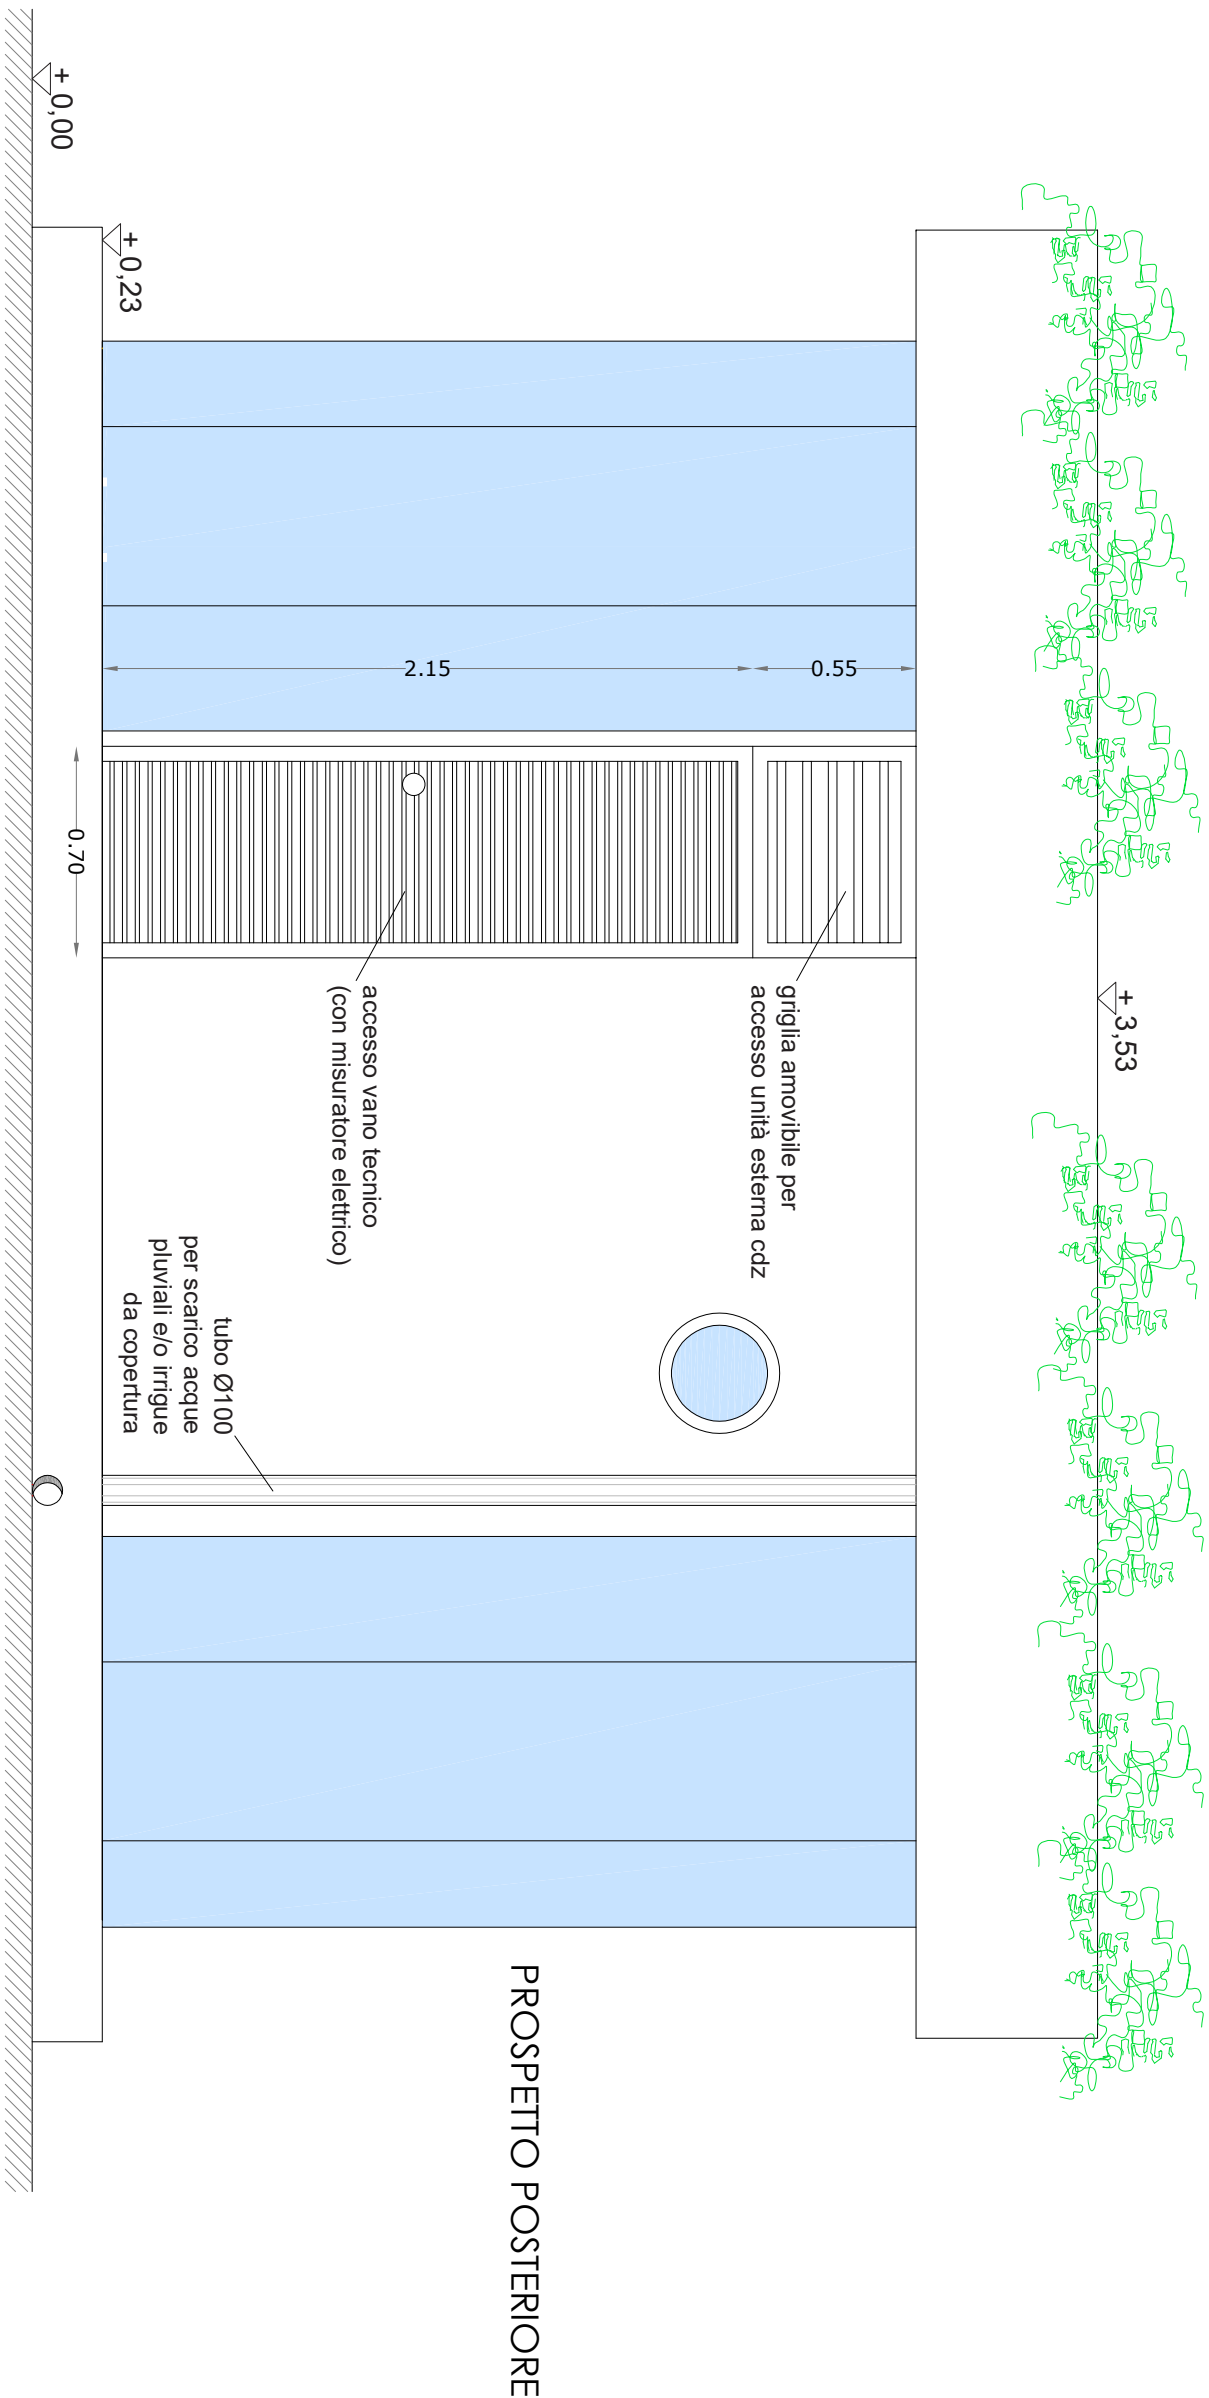 + 3,53
griglia amovibile per
accesso unità esterna cdz
0.55
2.15
accesso vano tecnico
(con misuratore elettrico)
tubo Ø100
per scarico acque
pluviali e/o irrigue
da copertura
+ 0,23
0.70
+ 0,00
PROSPETTO POSTERIORE